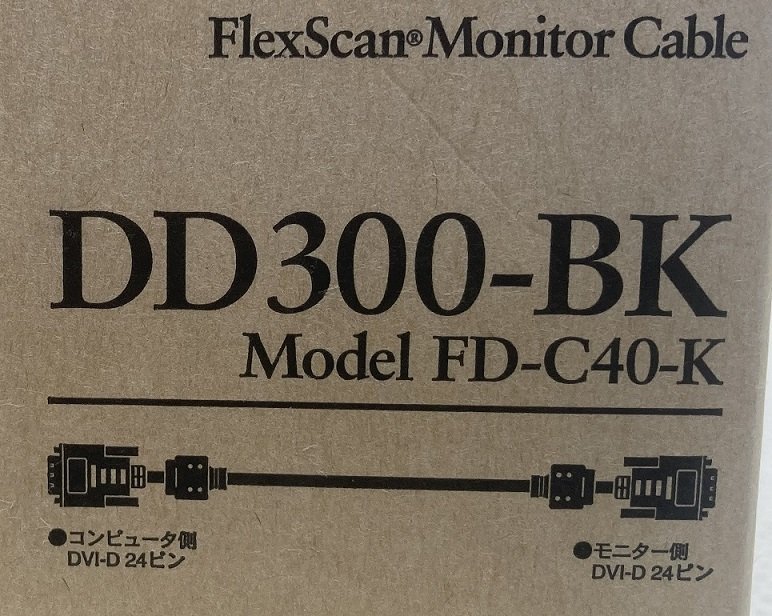 FlexScan®Monitor Cable
DD300-BK
Model FD-C40-K
●コンピュータ側
DVI-D 24ピン
●モニター側
DVI-D 24ピン